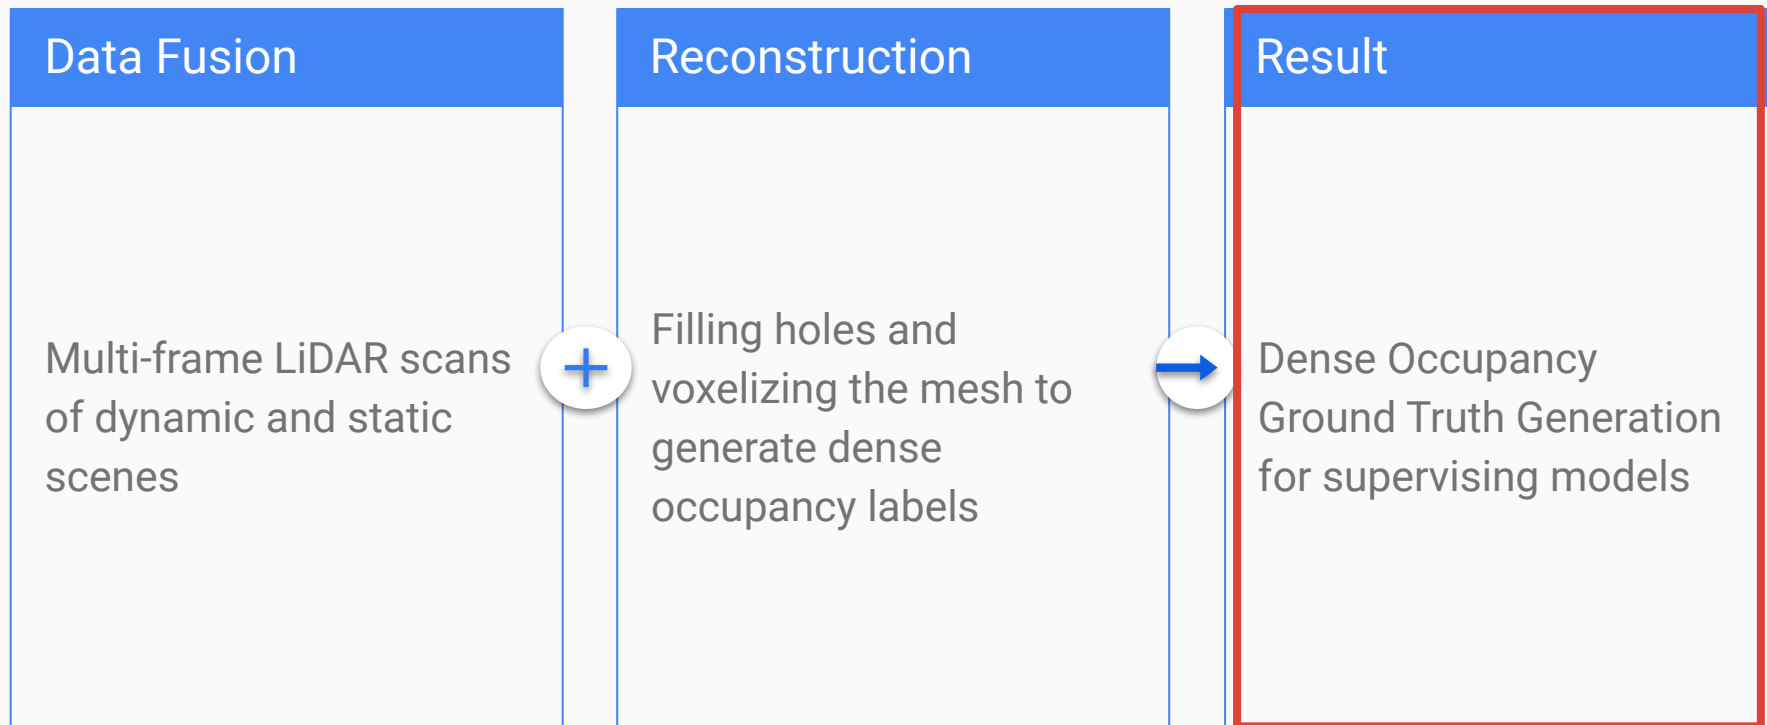 Data Fusion
Multi-frame LiDAR scans
of dynamic and static
scenes
+
Reconstruction
Filling holes and
voxelizing the mesh to
generate dense
occupancy labels
Result
Dense Occupancy
Ground Truth Generation
for supervising models